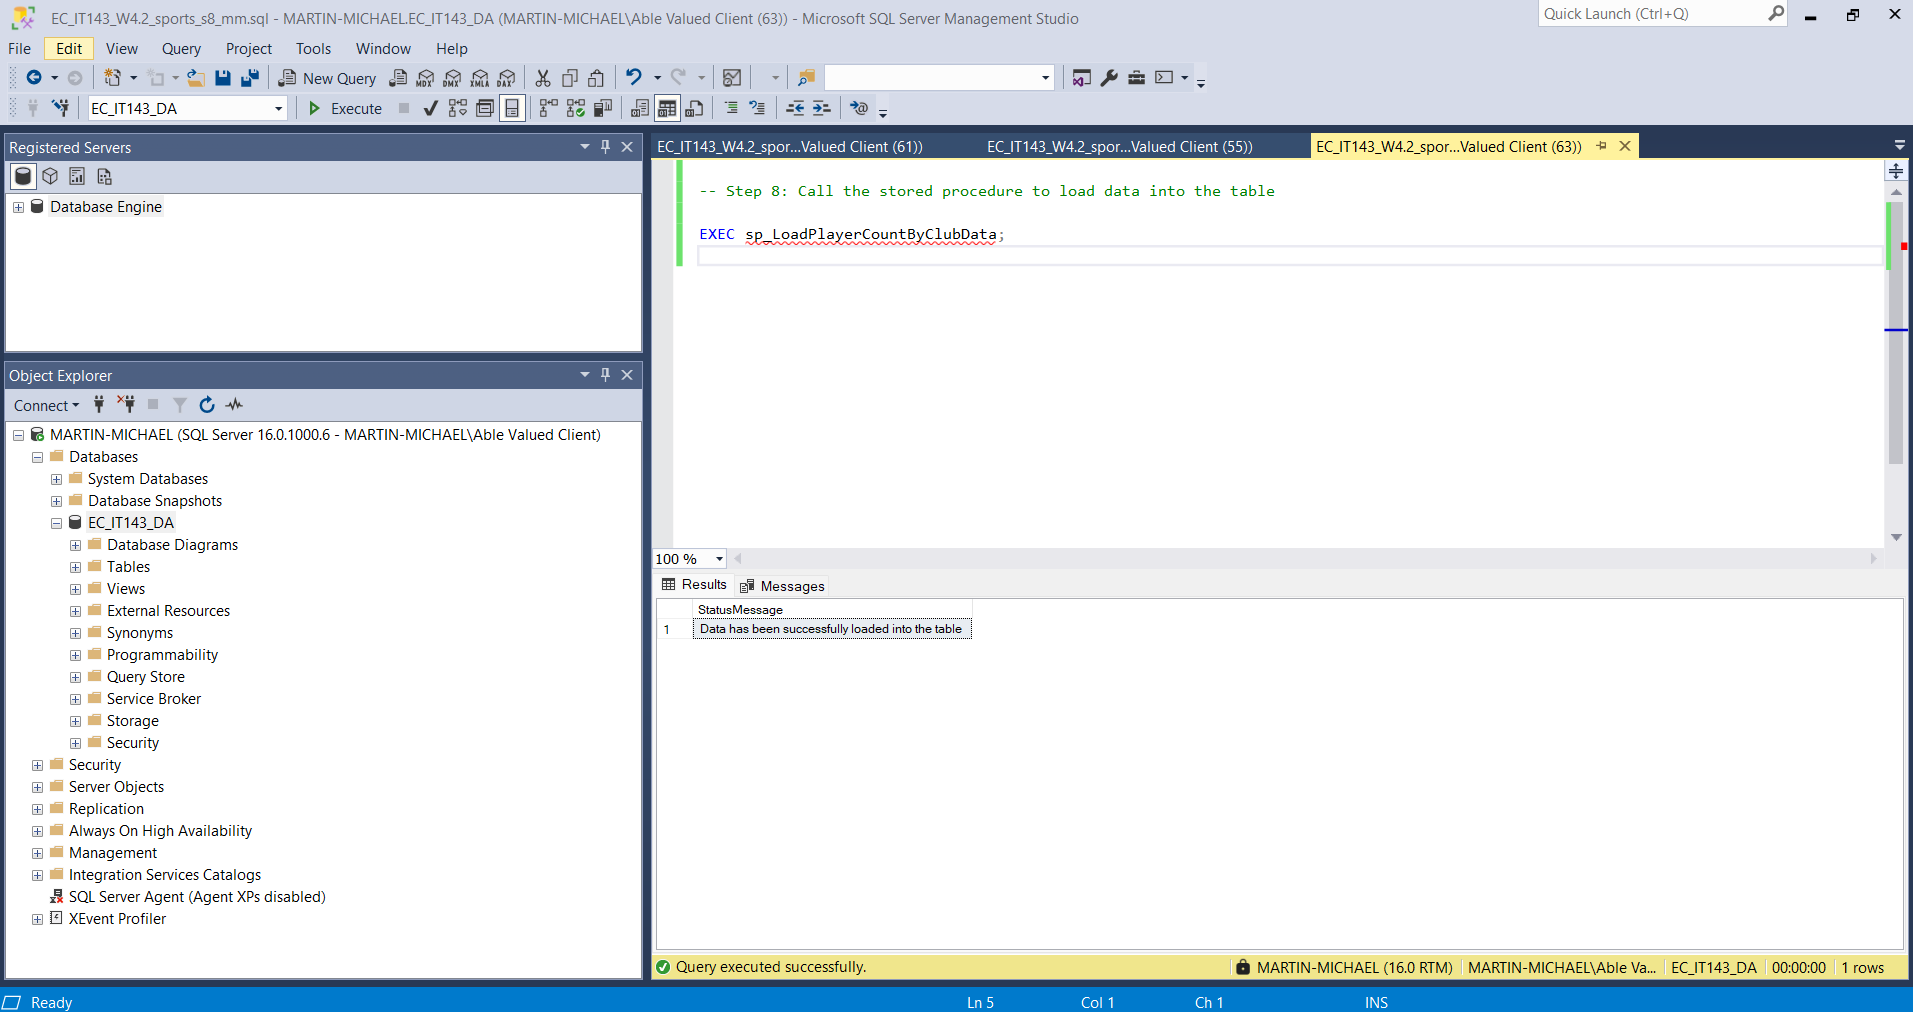 EC_IT143_W4.2_sports_s8_mm.sql - MARTIN-MICHAEL.EC_IT143_DA (MARTIN-MICHAEL\Able Valued Client (63)) - Microsoft SQL Server Management Studio
Quick Launch (Ctrl+Q)
File Edit View Query Project Tools Window Help
New Query MDX DMX XMLA DAX
EC_IT143_DA Execute
Registered Servers
Database Engine
Object Explorer
Connect
MARTIN-MICHAEL (SQL Server 16.0.1000.6 - MARTIN-MICHAEL\Able Valued Client)
Databases
System Databases
Database Snapshots
EC_IT143_DA
Database Diagrams
Tables
Views
External Resources
Synonyms
Programmability
Query Store
Service Broker
Storage
Security
Security
Server Objects
Replication
Always On High Availability
Management
Integration Services Catalogs
SQL Server Agent (Agent XPs disabled)
XEvent Profiler
EC_IT143_W4.2_spor...Valued Client (61)) EC_IT143_W4.2_spor...Valued Client (55)) EC_IT143_W4.2_spor...Valued Client (63))
-- Step 8: Call the stored procedure to load data into the table
EXEC sp_LoadPlayerCountByClubData;
100 %
Results Messages
StatusMessage
1 Data has been successfully loaded into the table
Query executed successfully. MARTIN-MICHAEL (16.0 RTM) MARTIN-MICHAEL\Able Va... EC_IT143_DA 00:00:00 1 rows
Ready Ln 5 Col 1 Ch 1 INS